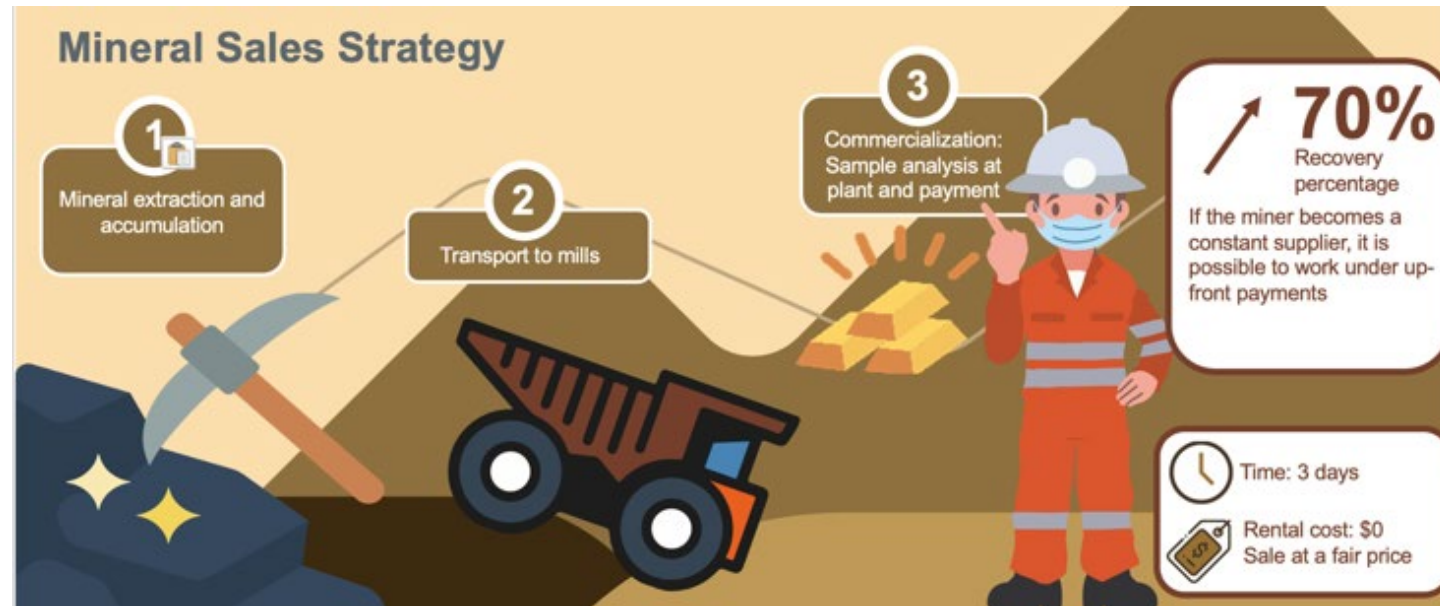 Mineral Sales Strategy
1
Mineral extraction and
accumulation
2
Transport to mills
3
Commercialization:
Sample analysis at
plant and payment
70%
Recovery
percentage
If the miner becomes a
constant supplier, it is
possible to work under up-
front payments
Time: 3 days
$
Rental cost: $0
Sale at a fair price